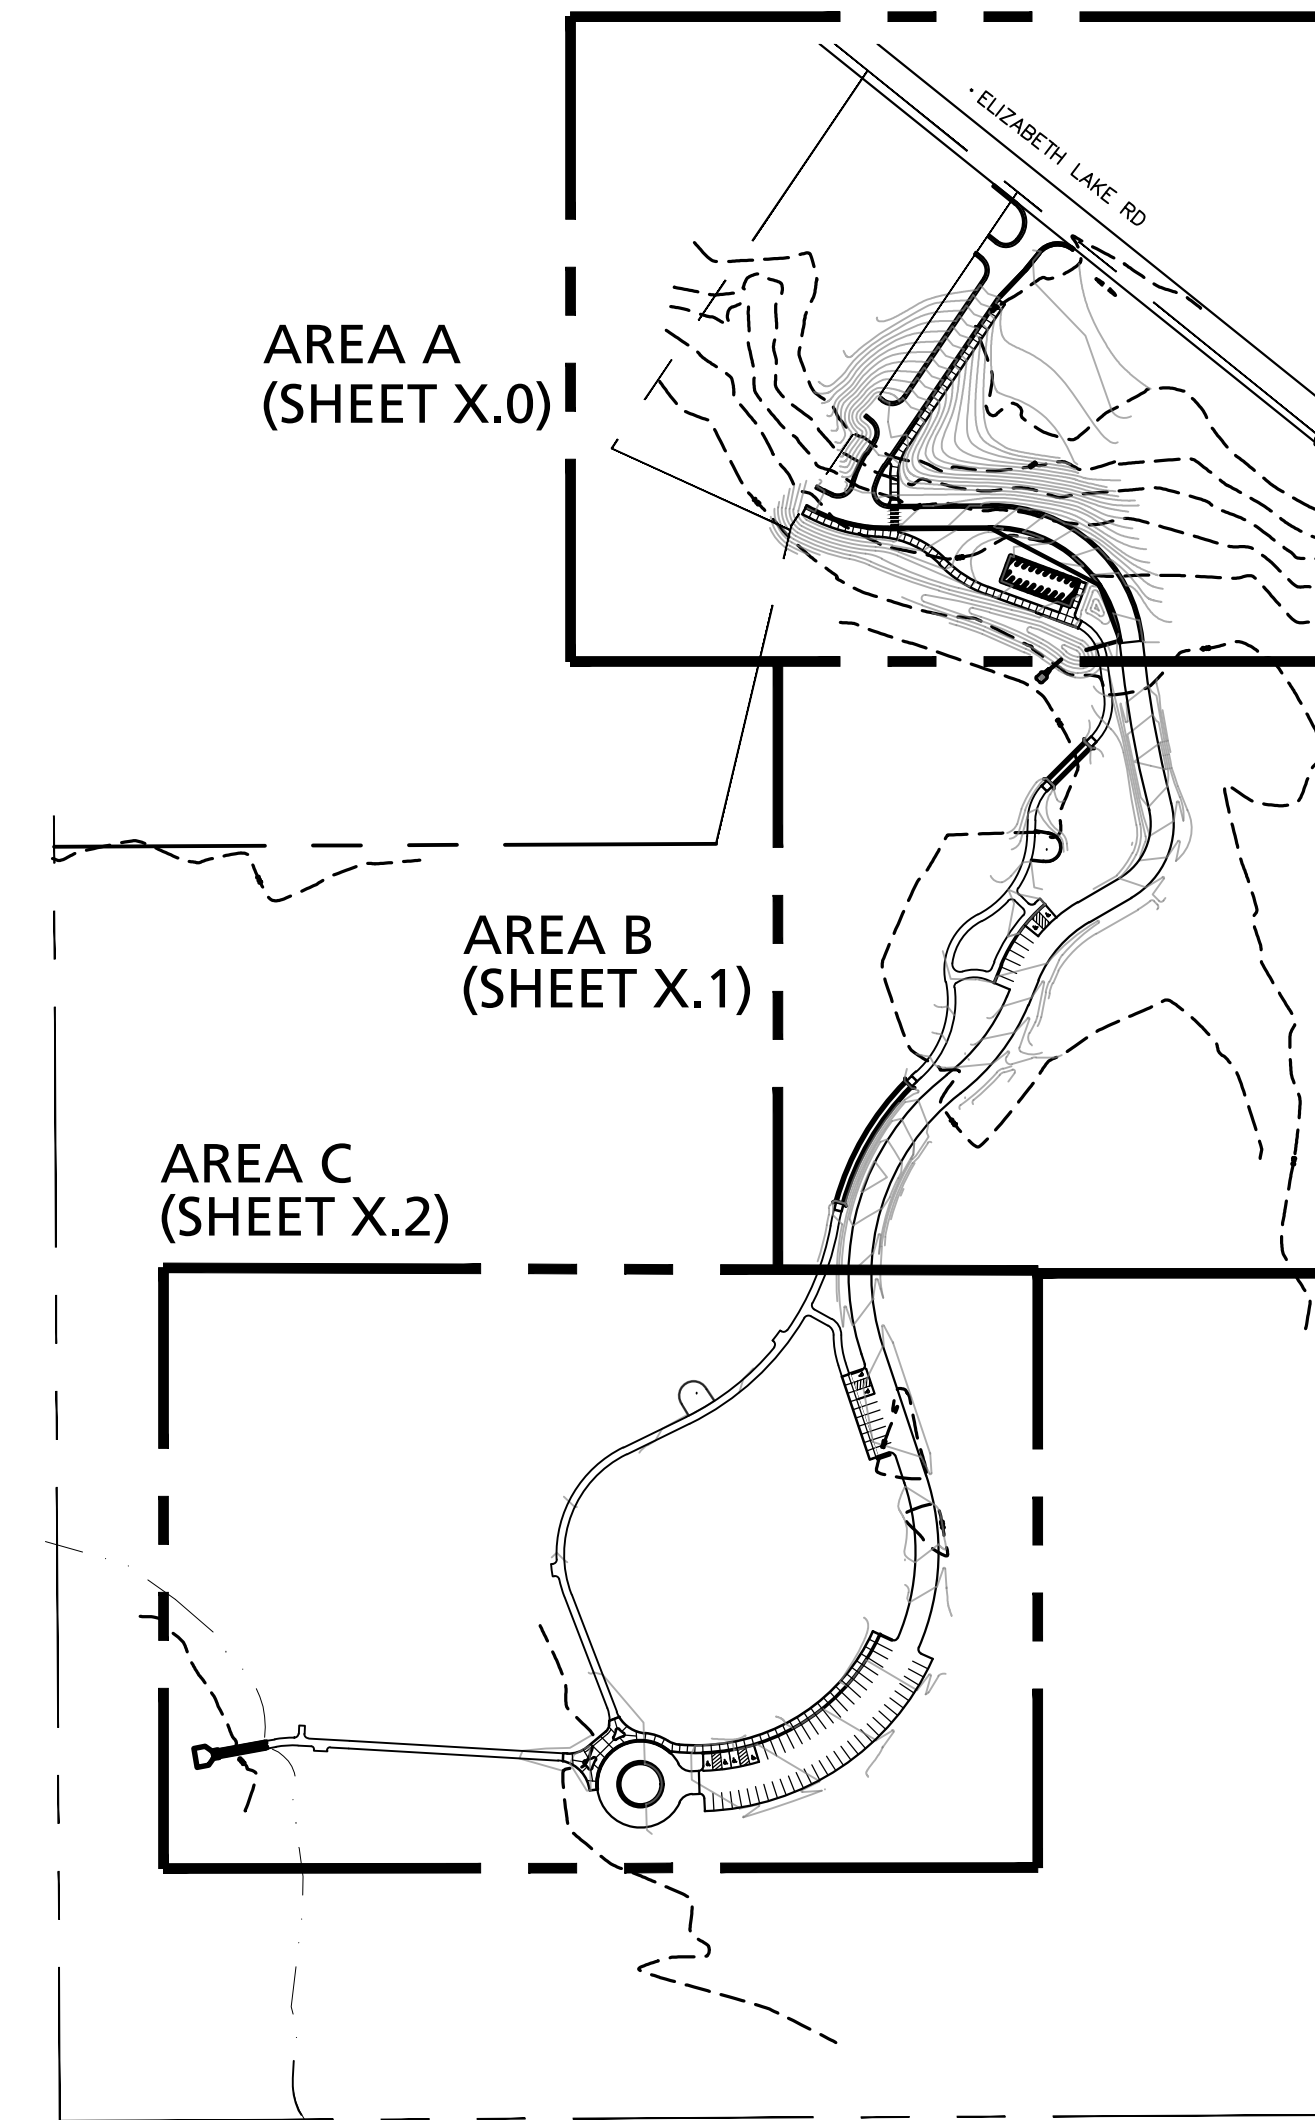 ELIZABETH LAKE RD
AREA A
(SHEET X.0)
AREA B
(SHEET X.1)
AREA C
(SHEET X.2)